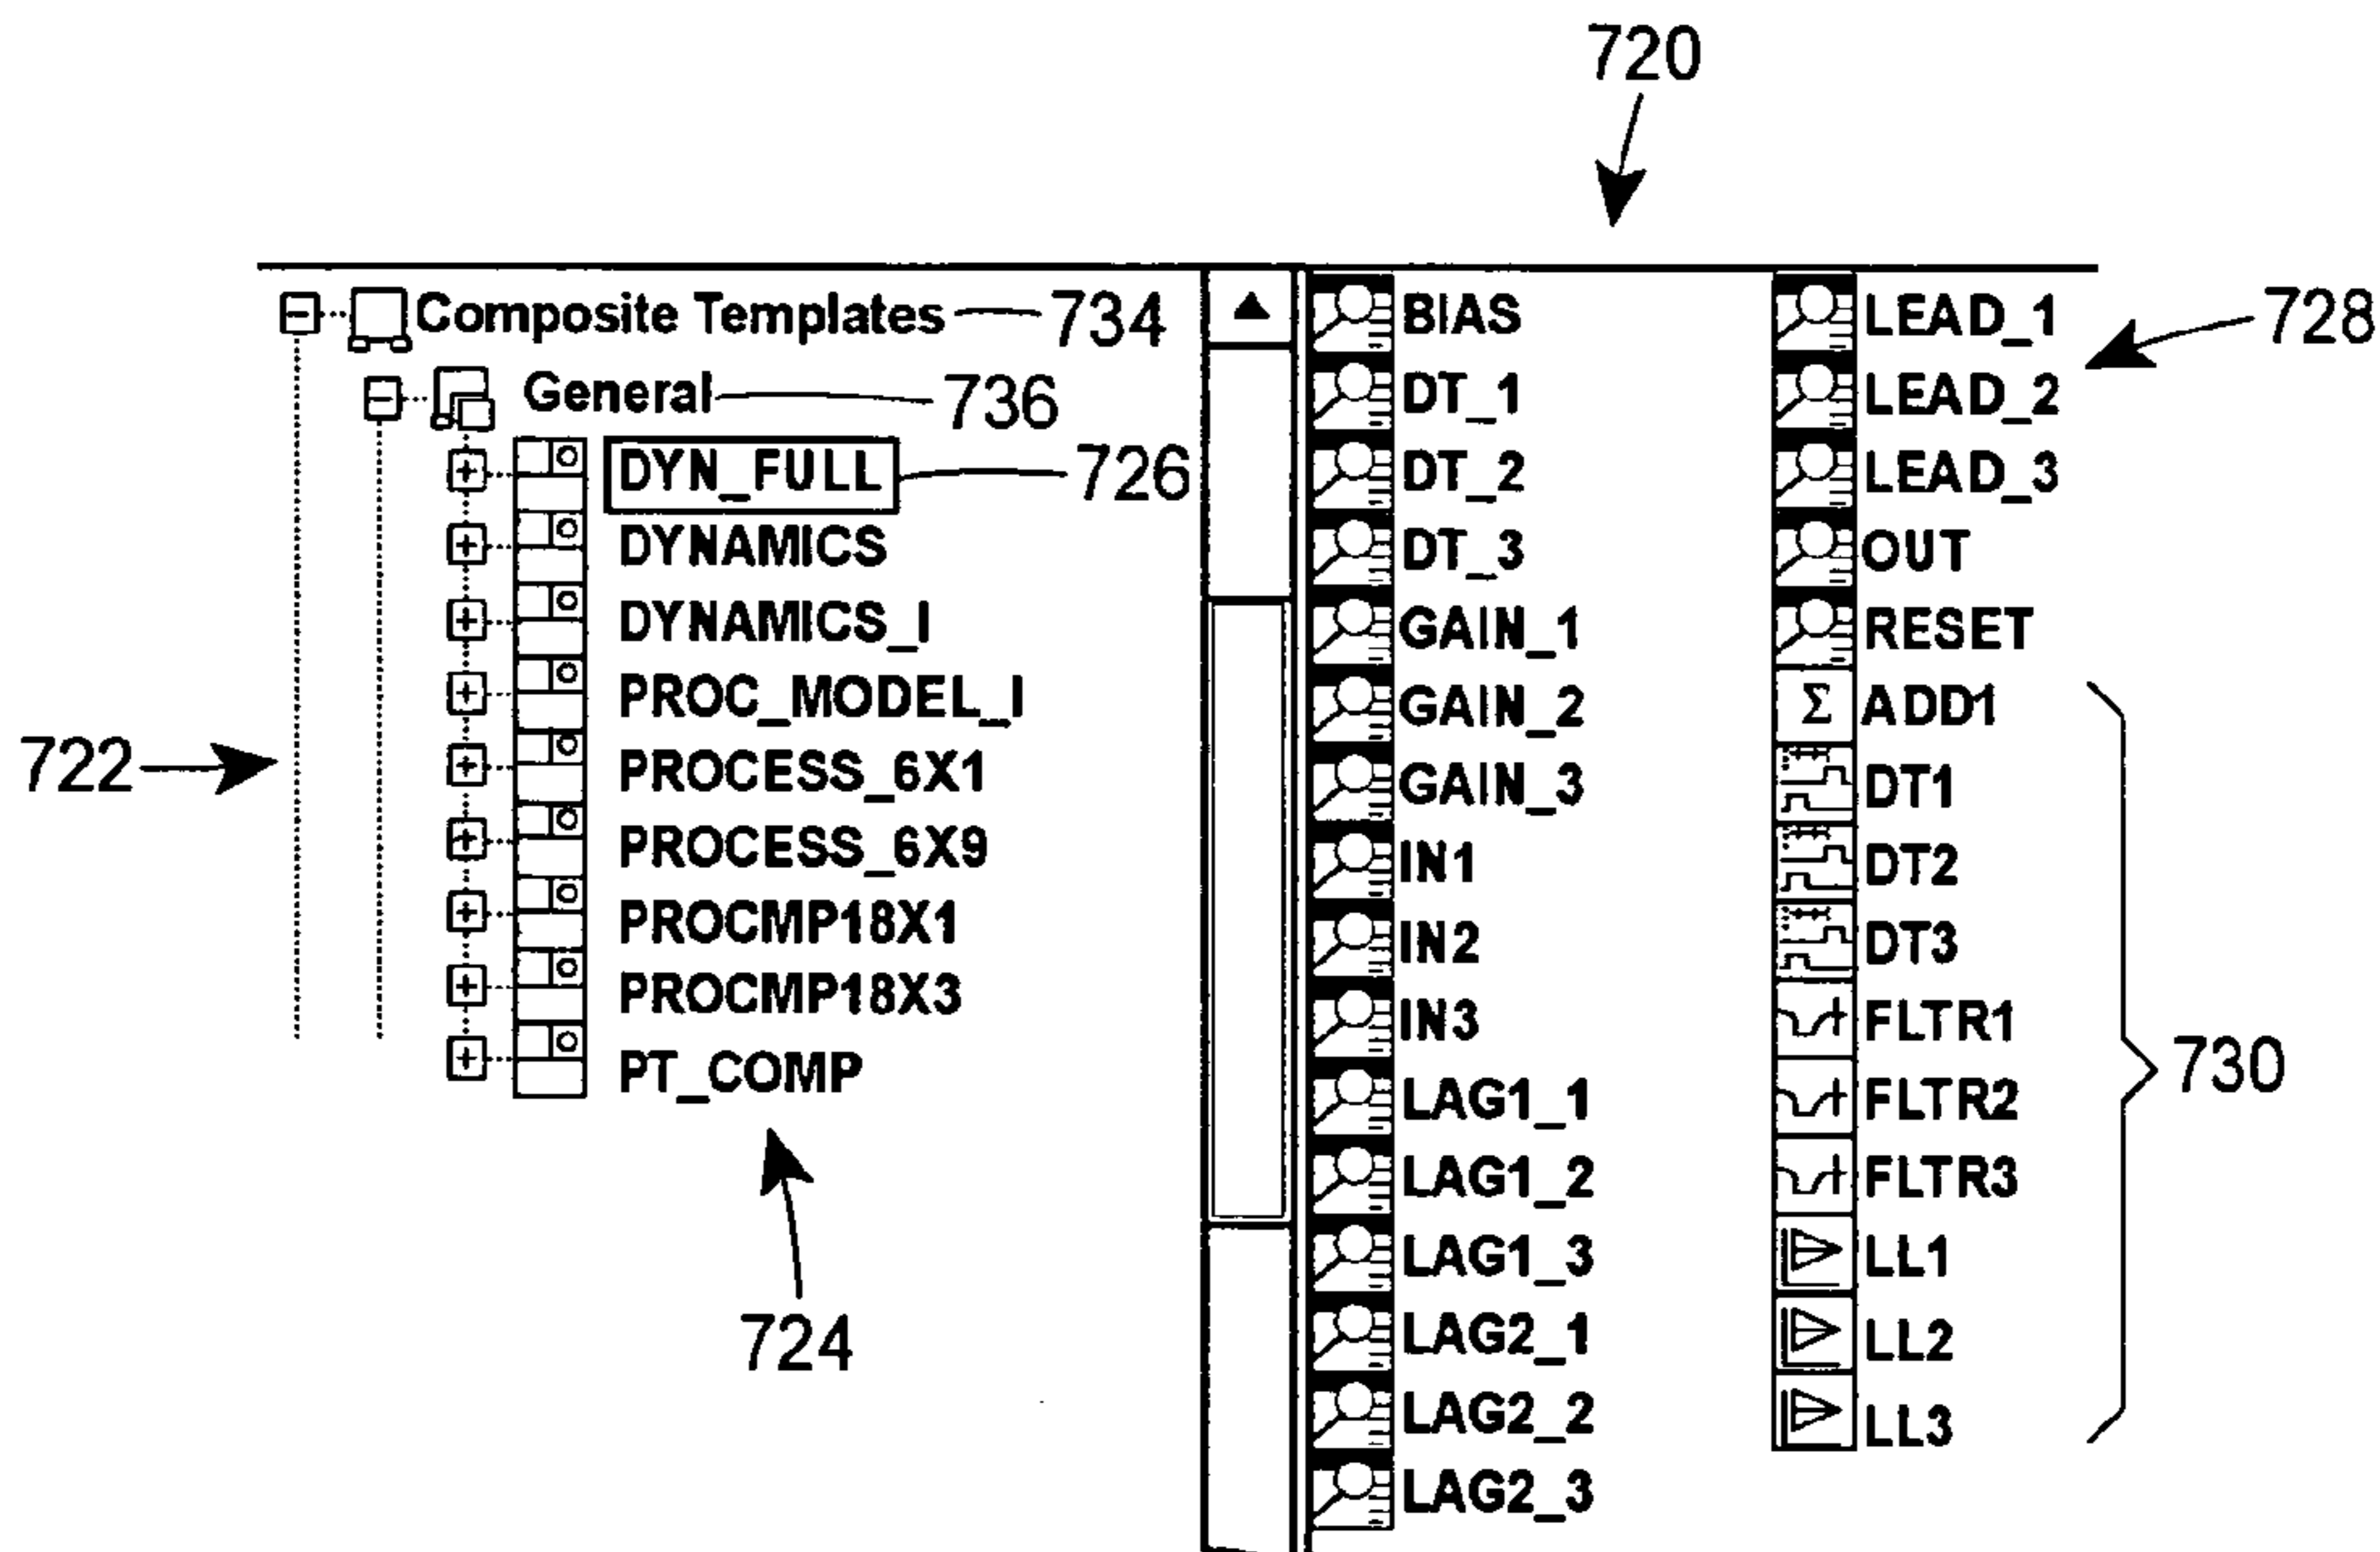 720
Composite Templates 734
General 736
DYN_FULL 726
DYNAMICS
DYNAMICS_I
PROC_MODEL_I
PROCESS_6X1
PROCESS_6X9
PROCMP18X1
PROCMP18X3
PT_COMP
722
724
BIAS
DT_1
DT_2
DT_3
GAIN_1
GAIN_2
GAIN_3
IN1
IN2
IN3
LAG1_1
LAG1_2
LAG1_3
LAG2_1
LAG2_2
LAG2_3
LEAD_1
LEAD_2
LEAD_3
OUT
RESET
Σ ADD1
DT1
DT2
DT3
FLTR1
FLTR2
FLTR3
LL1
LL2
LL3
728
730